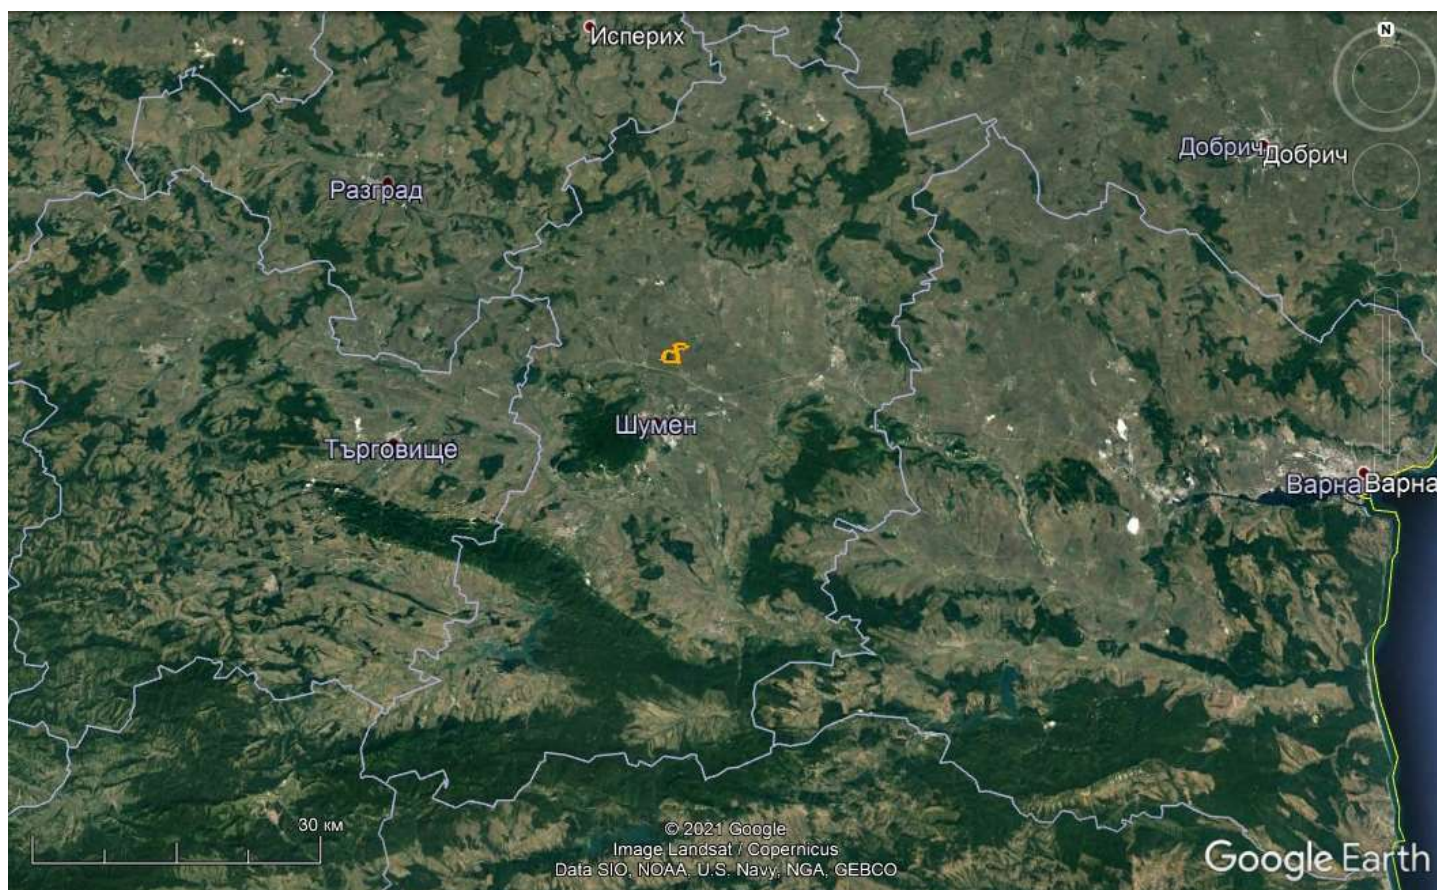 Исперих
N
Добрич Добрич
Разград
Шумен
Търговище
Варна Варна
30 км
© 2021 Google
Image Landsat / Copernicus
Data SIO, NOAA, U.S. Navy, NGA, GEBCO
Google Earth